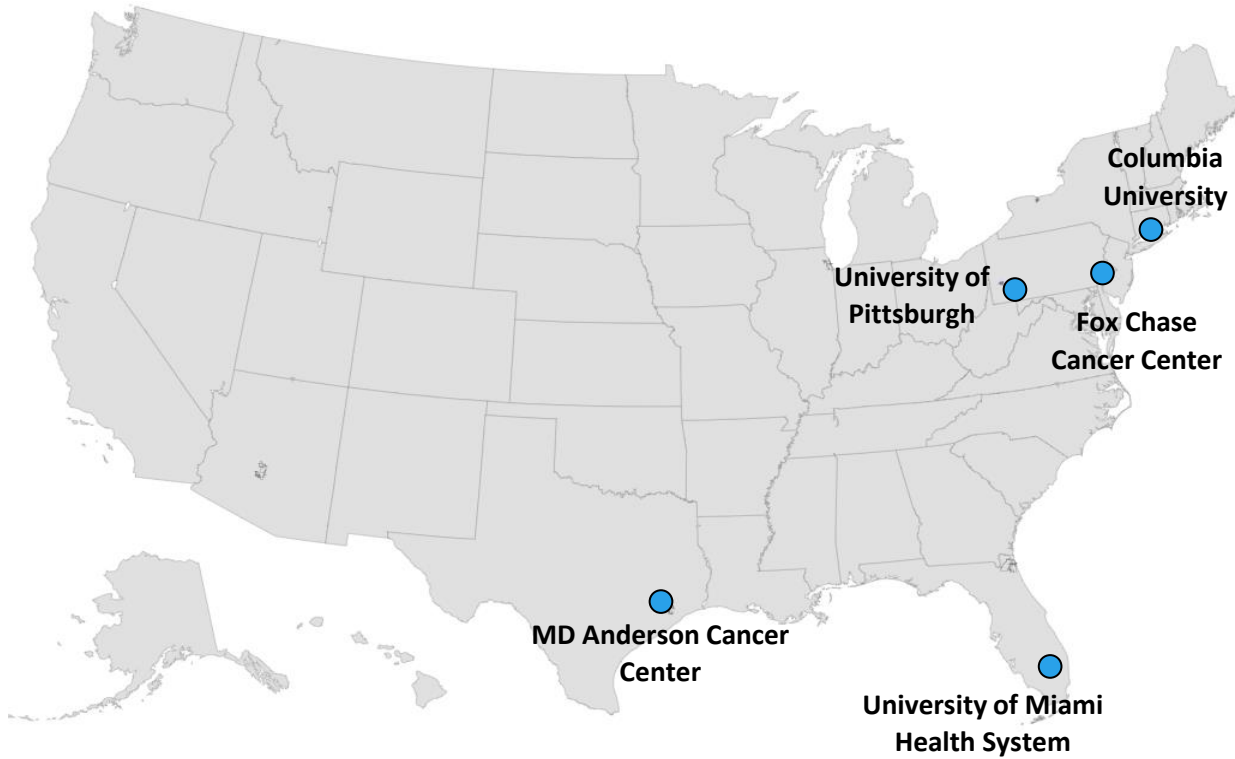 Columbia
University
University of
Pittsburgh
Fox Chase
Cancer Center
MD Anderson Cancer
Center
University of Miami
Health System